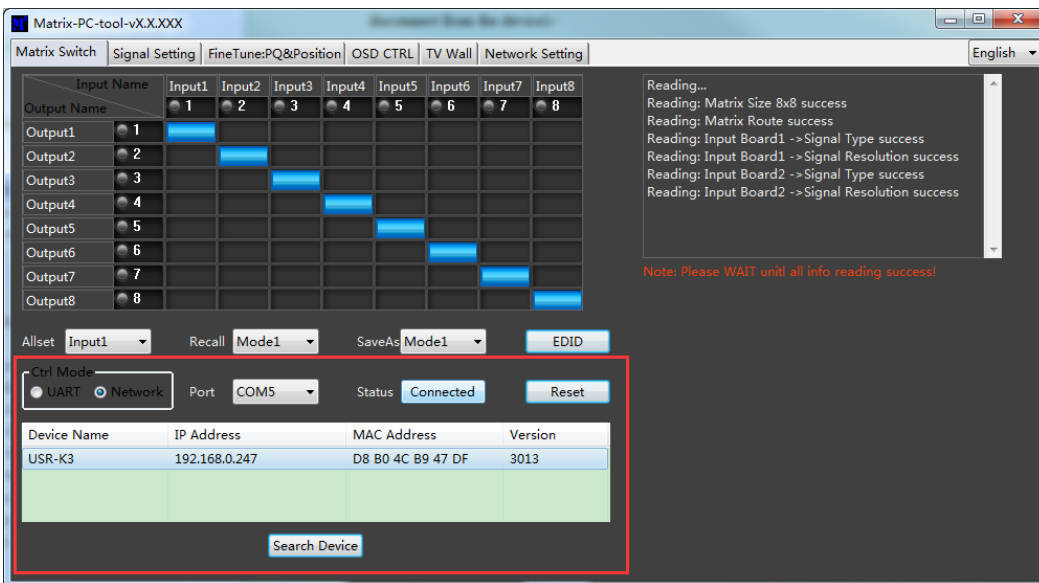 Matrix-PC-tool-vX.X.XXX
Matrix Switch Signal Setting FineTune:PQ&Position OSD CTRL TV Wall Network Setting English
Input Name Input1 Input2 Input3 Input4 Input5 Input6 Input7 Input8
Output Name 1 2 3 4 5 6 7 8
Output1 1
Output2 2
Output3 3
Output4 4
Output5 5
Output6 6
Output7 7
Output8 8
Reading...
Reading: Matrix Size 8x8 success
Reading: Matrix Route success
Reading: Input Board1 ->Signal Type success
Reading: Input Board1 ->Signal Resolution success
Reading: Input Board2 ->Signal Type success
Reading: Input Board2 ->Signal Resolution success
Note: Please WAIT unitl all info reading success!
Allset Input1 Recall Mode1 SaveAs Mode1 EDID
Ctrl Mode
UART Network Port COM5 Status Connected Reset
Device Name IP Address MAC Address Version
USR-K3 192.168.0.247 D8 B0 4C B9 47 DF 3013
Search Device